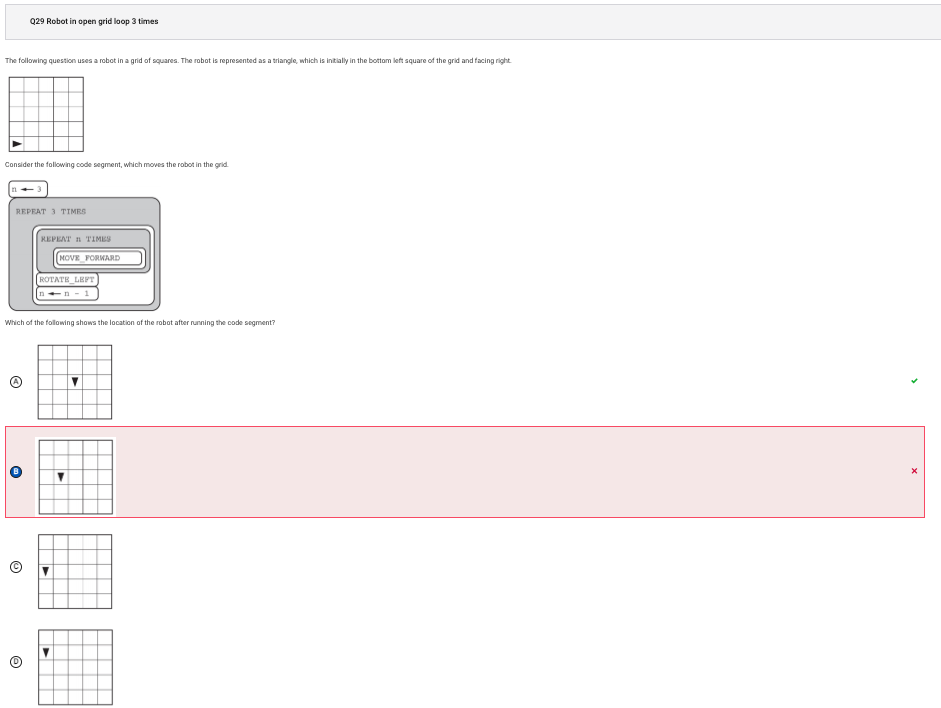 Q29 Robot in open grid loop 3 times
The following question uses a robot in a grid of squares. The robot is represented as a triangle, which is initially in the bottom left square of the grid and facing right.
Consider the following code segment, which moves the robot in the grid.
n ← 3
REPEAT 3 TIMES
REPEAT n TIMES
MOVE_FORWARD
ROTATE_LEFT
n ← n - 1
Which of the following shows the location of the robot after running the code segment?
A
B
C
D